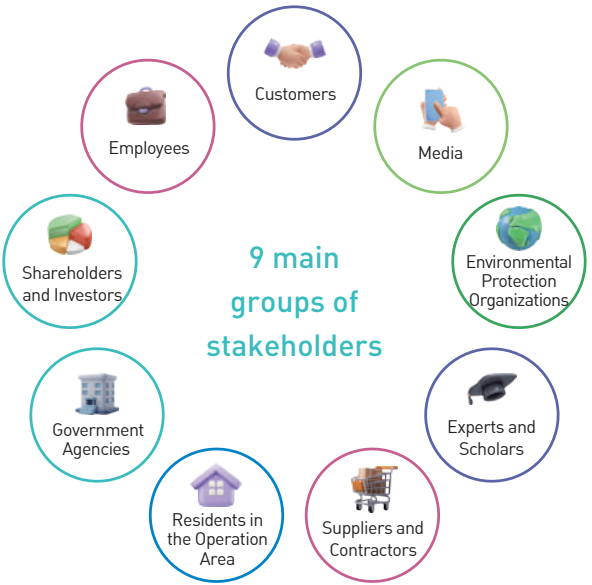 Customers
Employees
Media
Shareholders
and Investors
9 main
groups of
stakeholders
Environmental
Protection
Organizations
Government
Agencies
Experts and
Scholars
Residents in
the Operation
Area
Suppliers and
Contractors